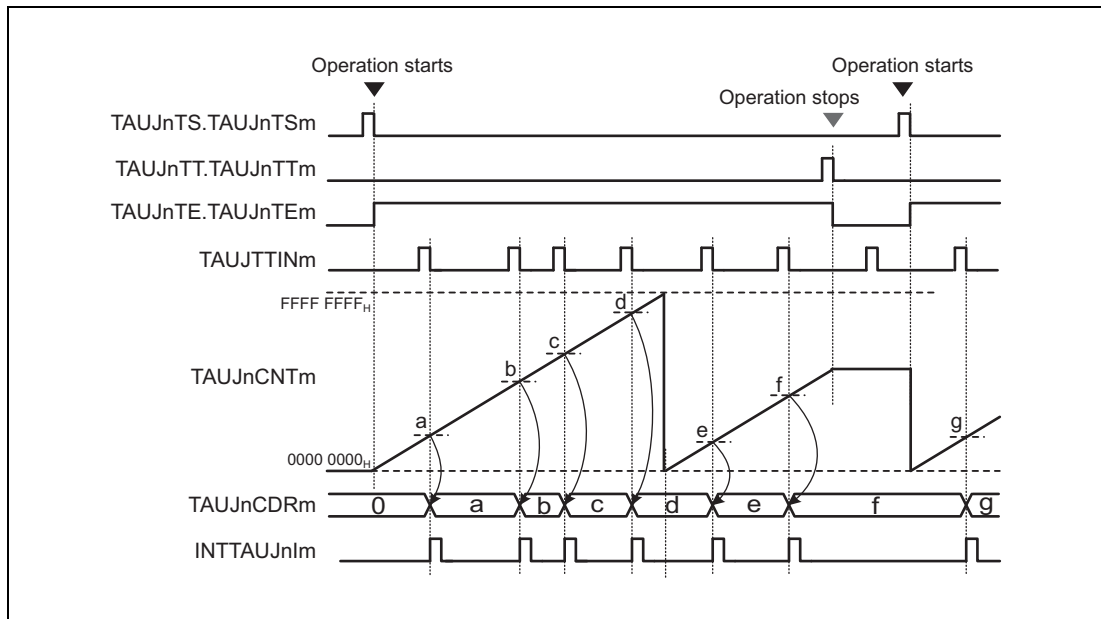 Operation starts
Operation starts
Operation stops
TAUJnTS.TAUJnTSm
TAUJnTT.TAUJnTTm
TAUJnTE.TAUJnTEm
TAUJTTINm
FFFF FFFFH
d
c
TAUJnCNTm
b
f
a
e
g
0000 0000H
TAUJnCDRm 0 a b c d e f g
INTTAUJnIm